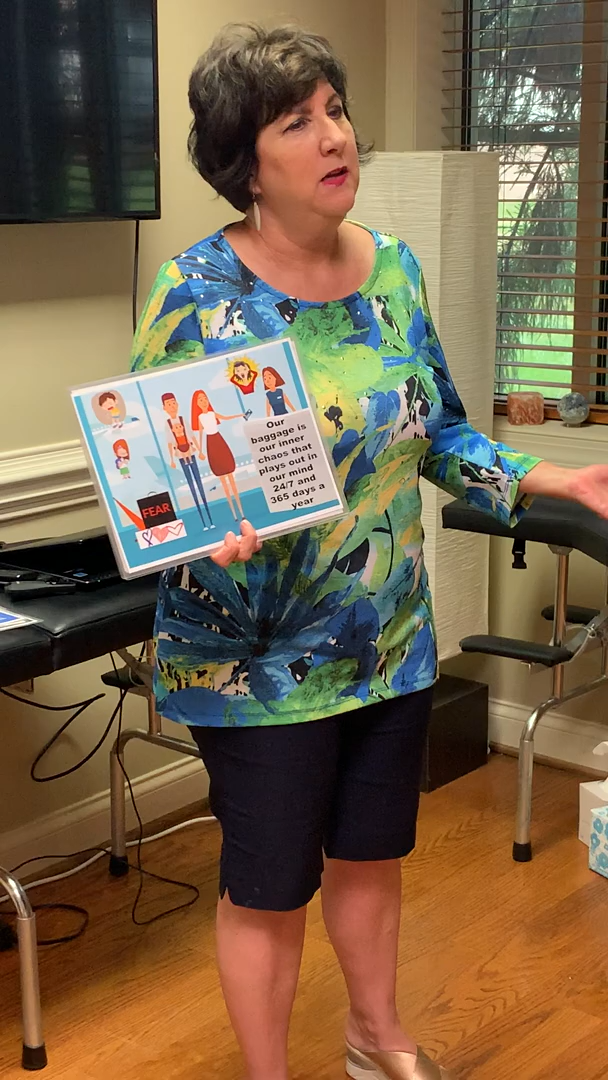 Our
baggage is
our inner
chaos that
plays out in
our mind
24/7 and
365 days a
year
FEAR